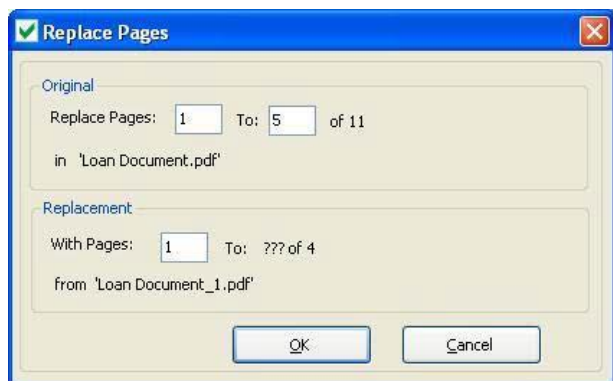 Replace Pages
Original
Replace Pages: 1 To: 5 of 11
in 'Loan Document.pdf'
Replacement
With Pages: 1 To: ??? of 4
from 'Loan Document_1.pdf'
OK Cancel